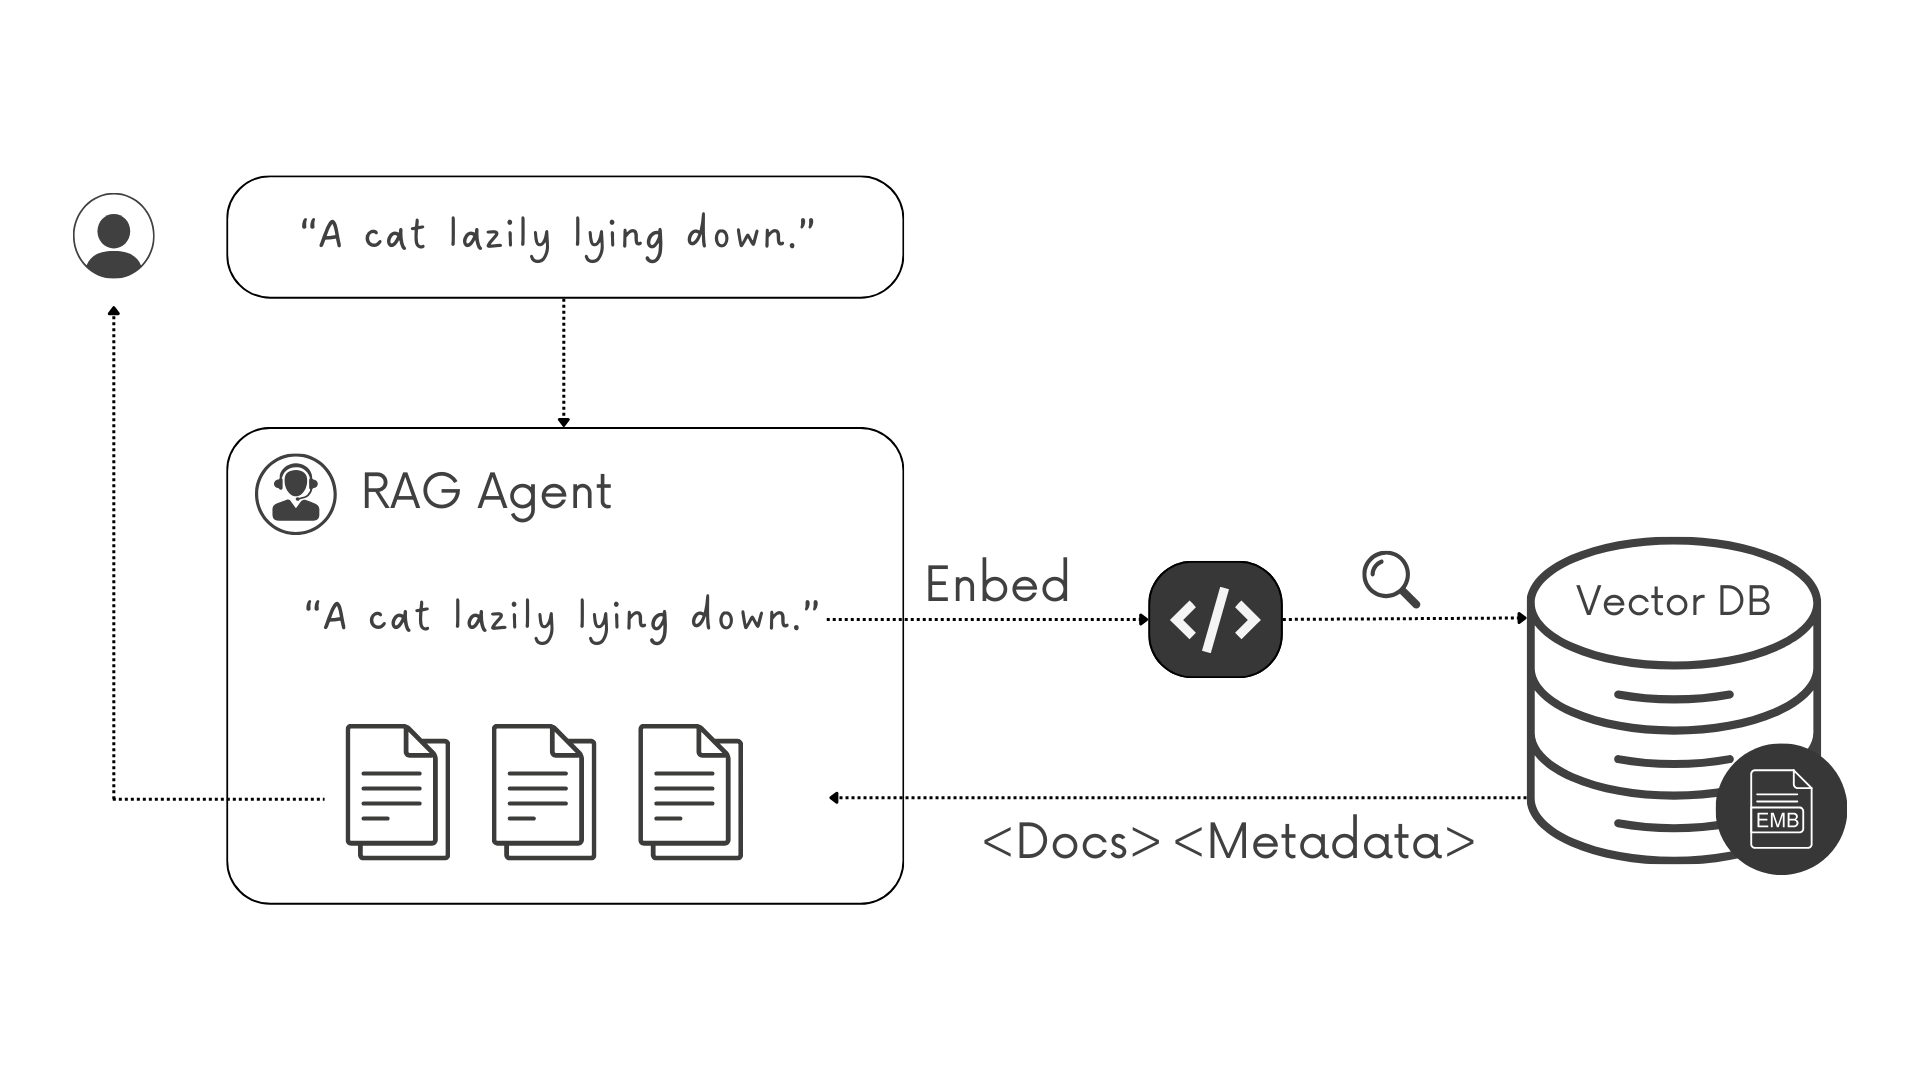 “A cat lazily lying down.”
RAG Agent
“A cat lazily lying down.”
Enbed
</>
Vector DB
<Docs> <Metadata>
EMB